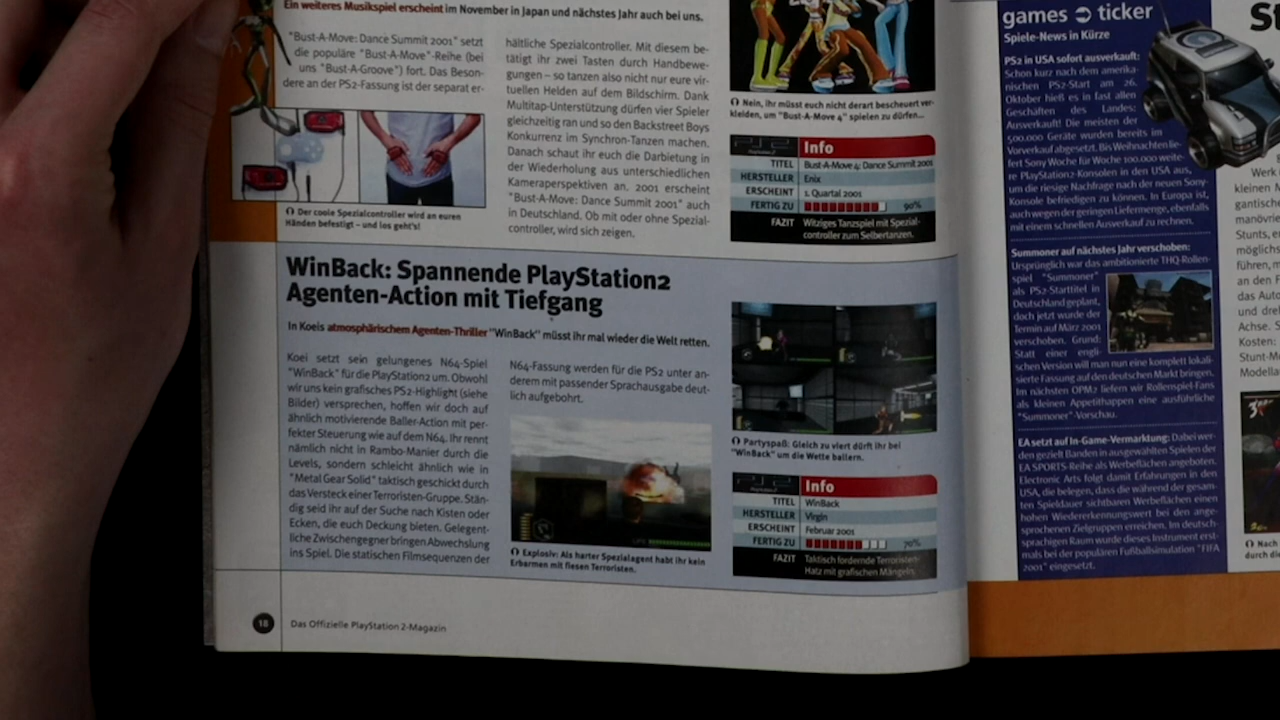 Ein weiteres Musikspiel erscheint im November in Japan und nächstes Jahr auch bei uns.
"Bust-A-Move: Dance Summit 2001" setzt
die populäre "Bust-A-Move"-Reihe (bei
uns "Bust-A-Groove") fort. Das Beson-
dere an der PS2-Fassung ist der separat er-
hältliche Spezialcontroller. Mit diesem be-
tätigt ihr zwei Tasten durch Handbewe-
gungen – so tanzen also nicht nur eure vir-
tuellen Helden auf dem Bildschirm. Dank
Multitap-Unterstützung dürfen vier Spieler
gleichzeitig ran und so den Backstreet Boys
Konkurrenz im Synchron-Tanzen machen.
Danach schaut ihr euch die Darbietung in
der Wiederholung aus unterschiedlichen
Kameraperspektiven an. 2001 erscheint
"Bust-A-Move: Dance Summit 2001" auch
in Deutschland. Ob mit oder ohne Spezial-
controller, wird sich zeigen.
Der coole Spezialcontroller wird an euren
Händen befestigt – und los geht's!
Nein, ihr müsst euch nicht derart bescheuert ver-
kleiden, um "Bust-A-Move 4" spielen zu dürfen...
Info
TITEL Bust-A-Move 4: Dance Summit 2001
HERSTELLER Enix
ERSCHEINT 1. Quartal 2001
FERTIG ZU 90%
FAZIT Witziges Tanzspiel mit Spezial-
controller zum Selbertanzen.
WinBack: Spannende PlayStation2
Agenten-Action mit Tiefgang
In Koeis atmosphärischem Agenten-Thriller "WinBack" müsst ihr mal wieder die Welt retten.
Koei setzt sein gelungenes N64-Spiel
"WinBack" für die PlayStation2 um. Obwohl
wir uns kein grafisches PS2-Highlight (siehe
Bilder) versprechen, hoffen wir doch auf
ähnlich motivierende Baller-Action mit per-
fekter Steuerung wie auf dem N64. Ihr rennt
nämlich nicht in Rambo-Manier durch die
Levels, sondern schleicht ähnlich wie in
"Metal Gear Solid" taktisch geschickt durch
das Versteck einer Terroristen-Gruppe. Stän-
dig seid ihr auf der Suche nach Kisten oder
Ecken, die euch Deckung bieten. Gelegent-
liche Zwischengegner bringen Abwechslung
ins Spiel. Die statischen Filmsequenzen der
N64-Fassung werden für die PS2 unter an-
derem mit passender Sprachausgabe deut-
lich aufgebohrt.
Explosiv: Als harter Spezialagent habt ihr kein
Erbarmen mit fiesen Terroristen.
Partyspaß: Gleich zu viert dürft ihr bei
"WinBack" um die Wette ballern.
Info
TITEL WinBack
HERSTELLER Virgin
ERSCHEINT Februar 2001
FERTIG ZU 70%
FAZIT Taktisch fordernde Terroristen-
Hatz mit grafischen Mängeln.
18 Das Offizielle PlayStation 2-Magazin
games ticker
Spiele-News in Kürze
PS2 in USA sofort ausverkauft:
Schon kurz nach dem amerika-
nischen PS2-Start am 26.
Oktober hieß es in fast allen
Geschäften des Landes:
Ausverkauft! Die meisten der
500.000 Geräte wurden bereits im
Vorverkauf abgesetzt. Bis Weihnachten lie-
fert Sony Woche für Woche 100.000 weite-
re PlayStation2-Konsolen in den USA aus,
um die riesige Nachfrage nach der neuen Sony-
Konsole befriedigen zu können. In Europa ist,
auch wegen der geringen Liefermenge, ebenfalls
mit einem schnellen Ausverkauf zu rechnen.
Summoner auf nächstes Jahr verschoben:
Ursprünglich war das ambitionierte THQ-Rollen-
spiel "Summoner"
als PS2-Starttitel in
Deutschland geplant,
doch jetzt wurde der
Termin auf März 2001
verschoben. Grund:
Statt einer engli-
schen Version will man nun eine komplett lokali-
sierte Fassung auf den deutschen Markt bringen.
Im nächsten OPM2 liefern wir Rollenspiel-Fans
als kleinen Appetithappen eine ausführliche
"Summoner"-Vorschau.
EA setzt auf In-Game-Vermarktung: Dabei wer-
den gezielt Banden in ausgewählten Spielen der
EA SPORTS-Reihe als Werbeflächen angeboten.
Electronic Arts folgt damit Erfahrungen in den
USA, die belegen, dass die während der gesam-
ten Spieldauer sichtbaren Werbeflächen einen
hohen Wiedererkennungswert bei den ange-
sprochenen Zielgruppen erreichen. Im deutsch-
sprachigen Raum wurde dieses Instrument erst-
mals bei der populären Fußballsimulation "FIFA
2001" eingesetzt.
Werk
kleinen
gantisch
manövri
Stunts, e
möglichs
führen, m
an den F
das Auto
und dre
Achse. S
Kosten:
Stunt-M
Modella
Nach
durch die